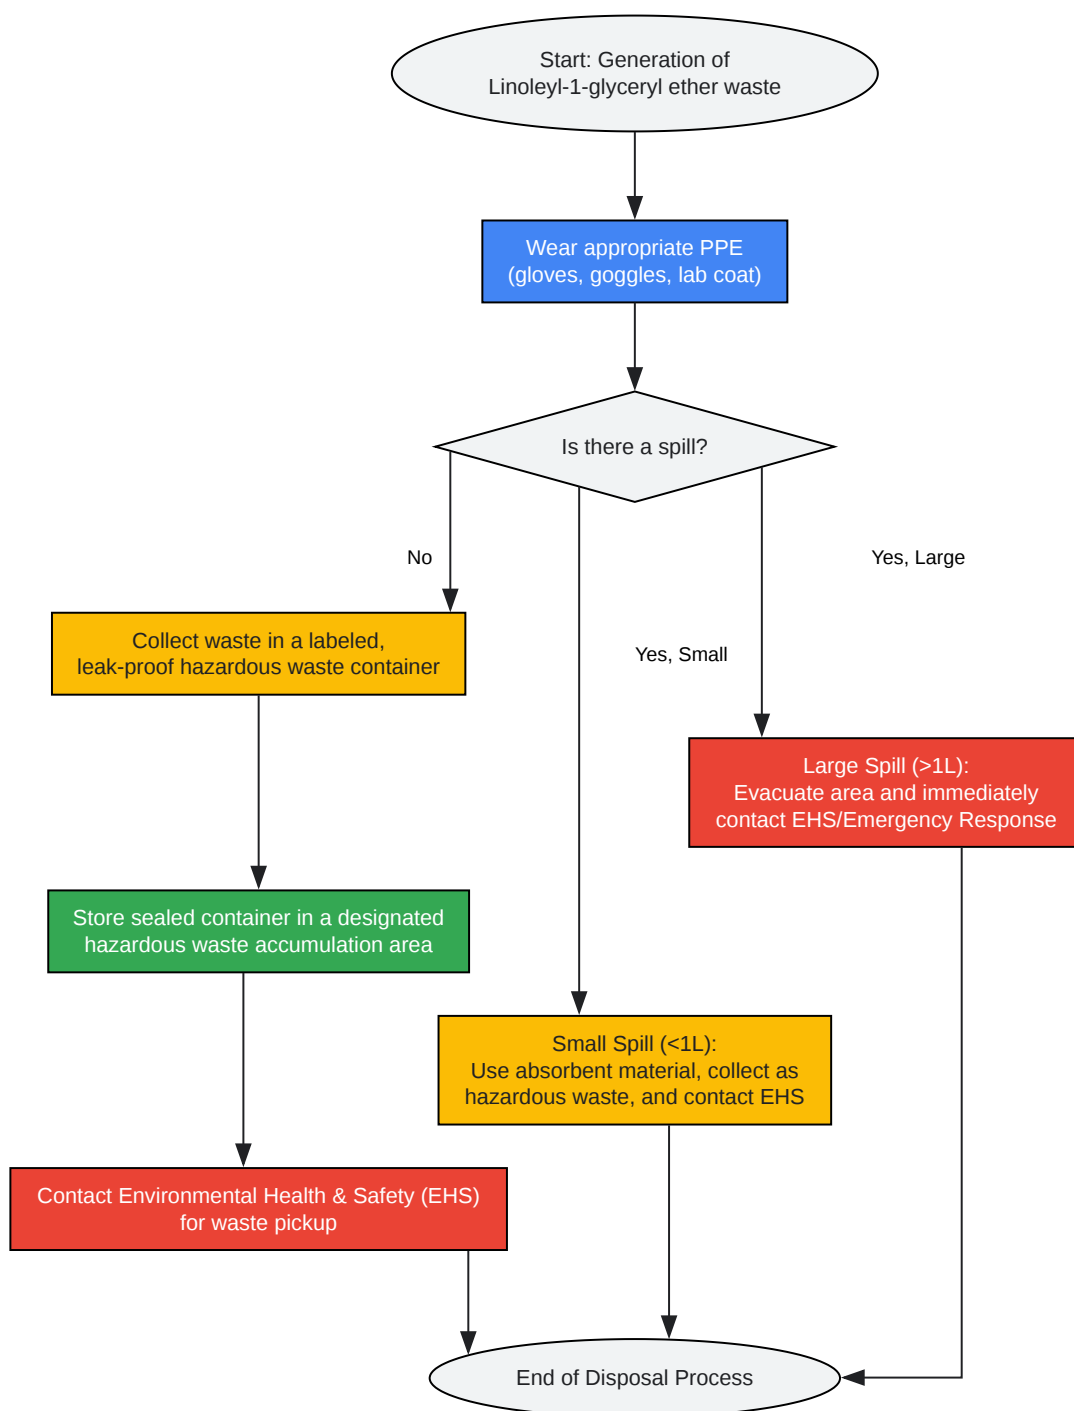 Start: Generation of
Linoleyl-1-glyceryl ether waste
Wear appropriate PPE
(gloves, goggles, lab coat)
Is there a spill?
No
Yes, Large
Collect waste in a labeled,
leak-proof hazardous waste container
Yes, Small
Large Spill (>1L):
Evacuate area and immediately
contact EHS/Emergency Response
Store sealed container in a designated
hazardous waste accumulation area
Small Spill (<1L):
Use absorbent material, collect as
hazardous waste, and contact EHS
Contact Environmental Health & Safety (EHS)
for waste pickup
End of Disposal Process